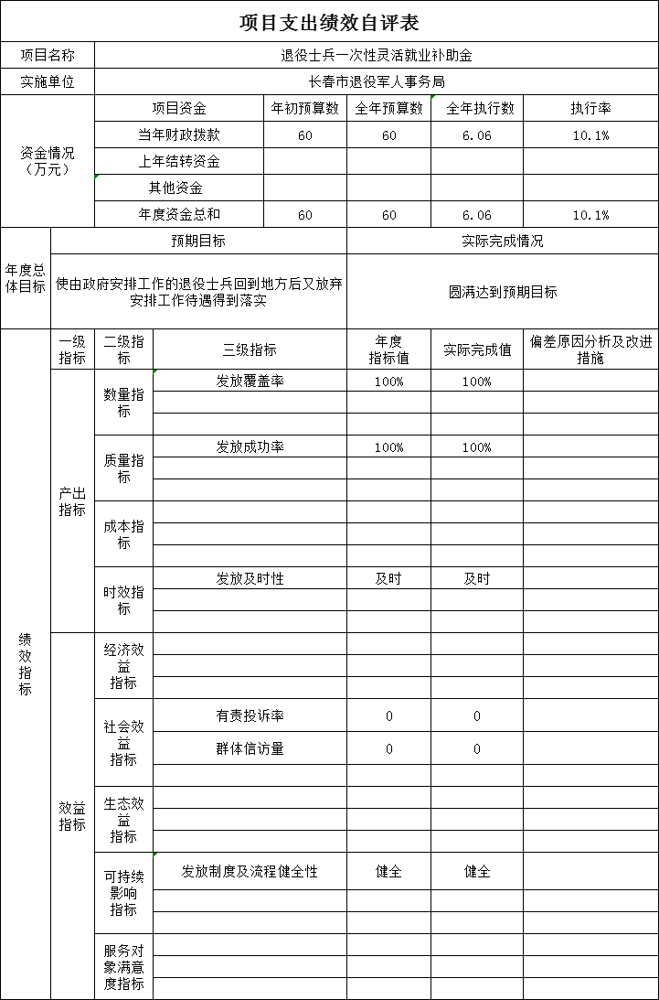 项目支出绩效自评表
项目名称 退役士兵一次性灵活就业补助金
实施单位 长春市退役军人事务局
资金情况
（万元）
项目资金 年初预算数 全年预算数 全年执行数 执行率
当年财政拨款 60 60 6.06 10.1%
上年结转资金
其他资金
年度资金总和 60 60 6.06 10.1%
年度总
体目标
预期目标 实际完成情况
使由政府安排工作的退役士兵回到地方后又放弃
安排工作待遇得到落实
圆满达到预期目标
绩
效
指
标
一级
指标
二级指
标
三级指标
年度
指标值
实际完成值
偏差原因分析及改进
措施
产出
指标
数量指
标
发放覆盖率 100% 100%
质量指
标
发放成功率 100% 100%
成本指
标
时效指
标
发放及时性 及时 及时
效益
指标
经济效
益
指标
社会效
益
指标
有责投诉率 0 0
群体信访量 0 0
生态效
益
指标
可持续
影响
指标
发放制度及流程健全性 健全 健全
服务对
象满意
度指标